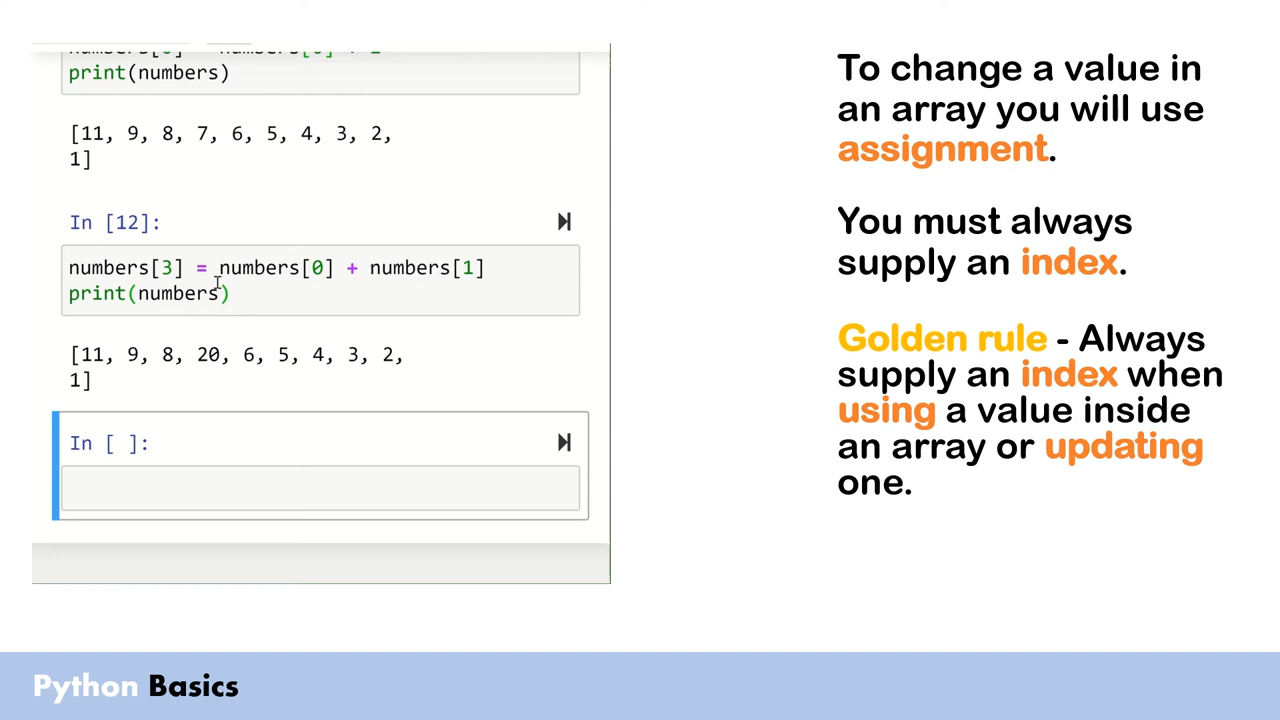 print(numbers)
[11, 9, 8, 7, 6, 5, 4, 3, 2,
1]
In [12]:
numbers[3] = numbers[0] + numbers[1]
print(numbers)
[11, 9, 8, 20, 6, 5, 4, 3, 2,
1]
In [ ]:
To change a value in
an array you will use
assignment.
You must always
supply an index.
Golden rule - Always
supply an index when
using a value inside
an array or updating
one.
Python Basics